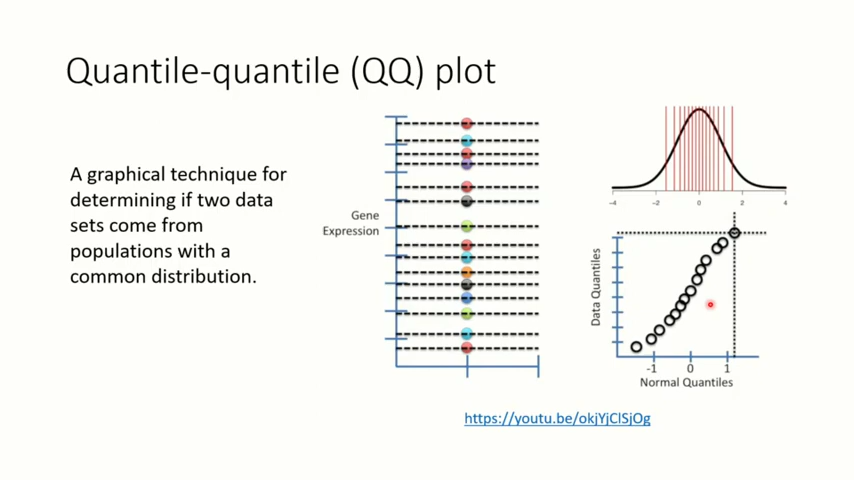 Quantile-quantile (QQ) plot
A graphical technique for
determining if two data
sets come from
populations with a
common distribution.
Gene
Expression
-4 -2 0 2 4
Data Quantiles
-1 0 1
Normal Quantiles
https://youtu.be/okjYjClSjOg